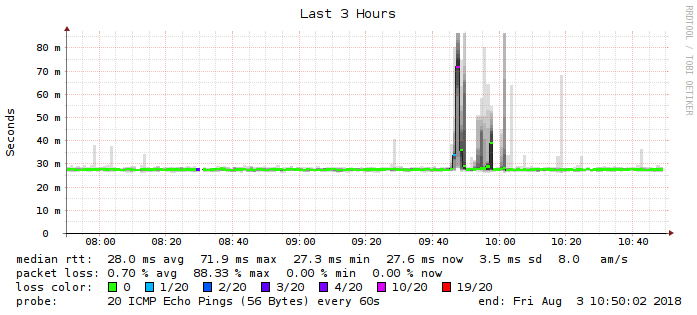 Last 3 Hours
RRDTOOL / TOBI OETIKER
Seconds
80 m
70 m
60 m
50 m
40 m
30 m
20 m
10 m
0
08:00 08:20 08:40 09:00 09:20 09:40 10:00 10:20 10:40
median rtt: 28.0 ms avg 71.9 ms max 27.3 ms min 27.6 ms now 3.5 ms sd 8.0 am/s
packet loss: 0.70 % avg 88.33 % max 0.00 % min 0.00 % now
loss color: 0 1/20 2/20 3/20 4/20 10/20 19/20
probe: 20 ICMP Echo Pings (56 Bytes) every 60s end: Fri Aug 3 10:50:02 2018